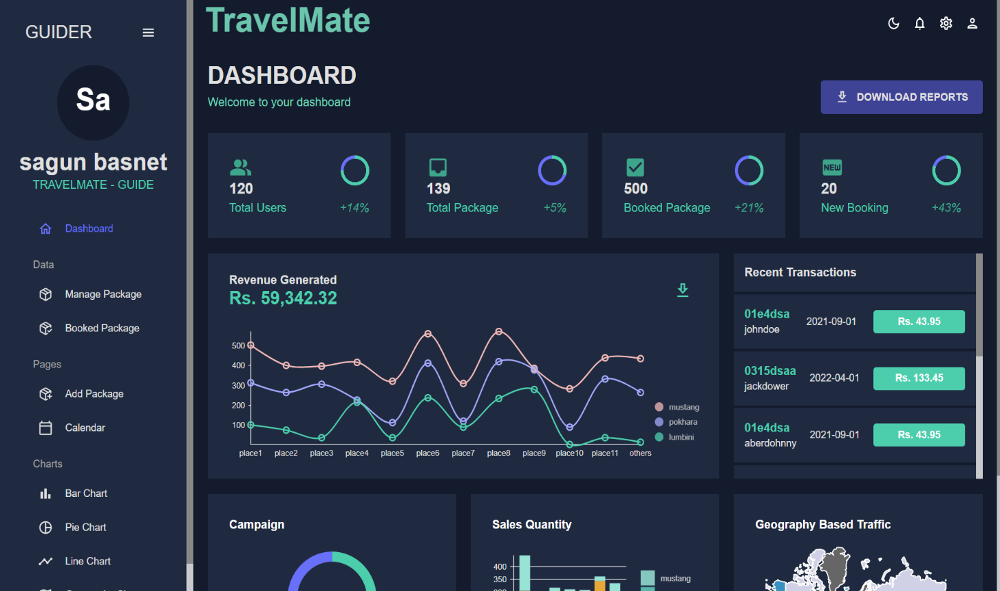 GUIDER
Sa
sagun basnet
TRAVELMATE - GUIDE
Dashboard
Data
Manage Package
Booked Package
Pages
Add Package
Calendar
Charts
Bar Chart
Pie Chart
Line Chart
TravelMate
DASHBOARD
Welcome to your dashboard
DOWNLOAD REPORTS
120
Total Users
+14%
139
Total Package
+5%
500
Booked Package
+21%
NEW
20
New Booking
+43%
Revenue Generated
Rs. 59,342.32
500
400
300
200
100
place1 place2 place3 place4 place5 place6 place7 place8 place9 place10 place11 others
mustang
pokhara
lumbini
Recent Transactions
01e4dsa
johndoe
2021-09-01
Rs. 43.95
0315dsaa
jackdower
2022-04-01
Rs. 133.45
01e4dsa
aberdohnny
2021-09-01
Rs. 43.95
Campaign
Sales Quantity
400
350
mustang
Geography Based Traffic